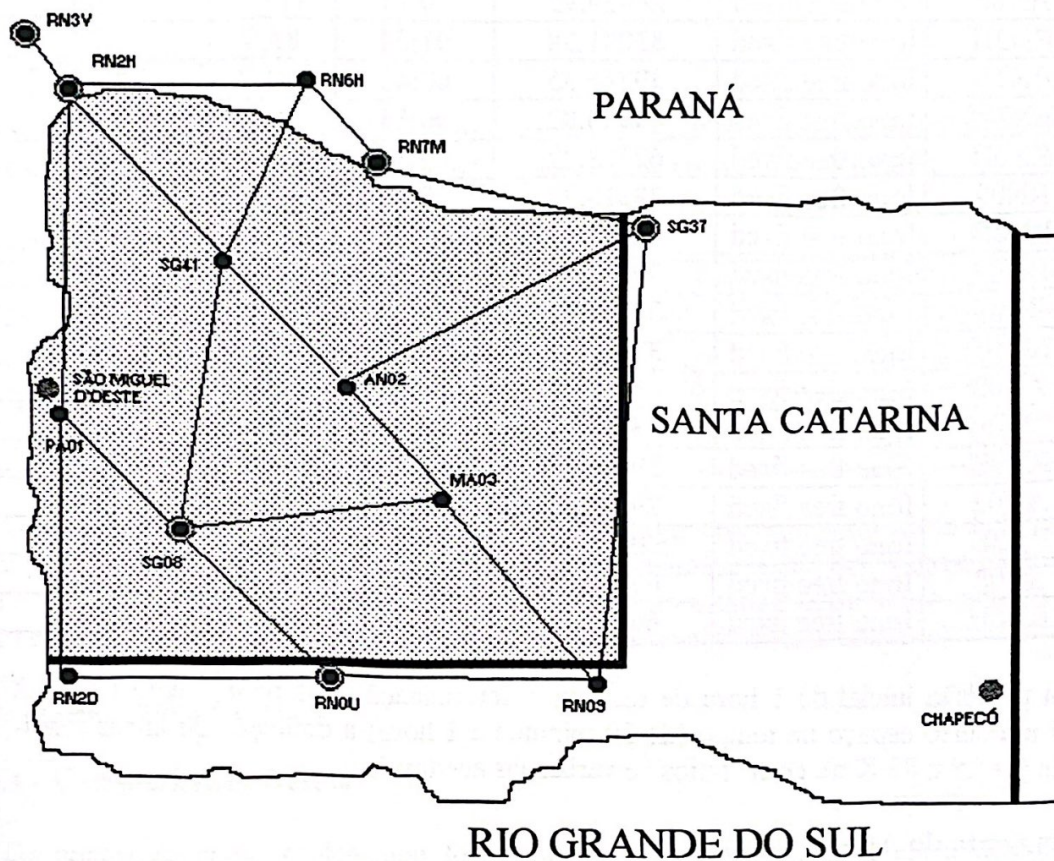 RN3V
RN2H
RN6H
PARANÁ
RN7M
SG37
SG41
SÃO MIGUEL
D'OESTE
AN02
SANTA CATARINA
PA01
MA03
SG08
RN2D
RN0U
RN09
CHAPECÓ
RIO GRANDE DO SUL